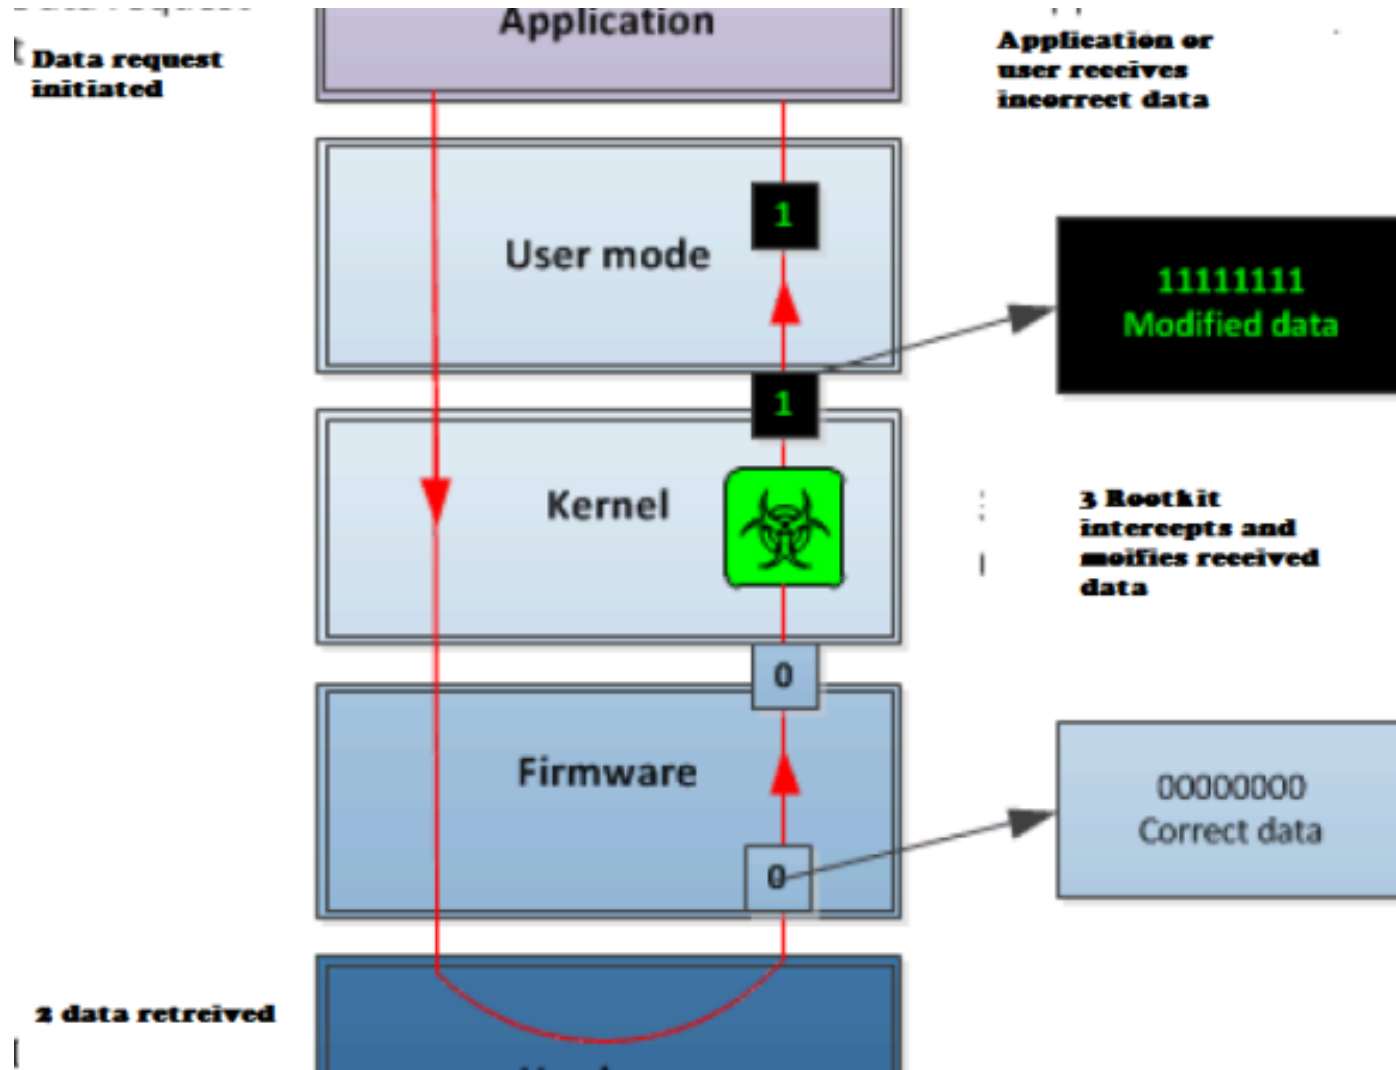 Application
Data request
initiated
Application or
user receives
incorrect data
1
User mode
11111111
Modified data
1
Kernel
3 Rootkit
intercepts and
moifies received
data
0
Firmware
00000000
Correct data
0
2 data retreived